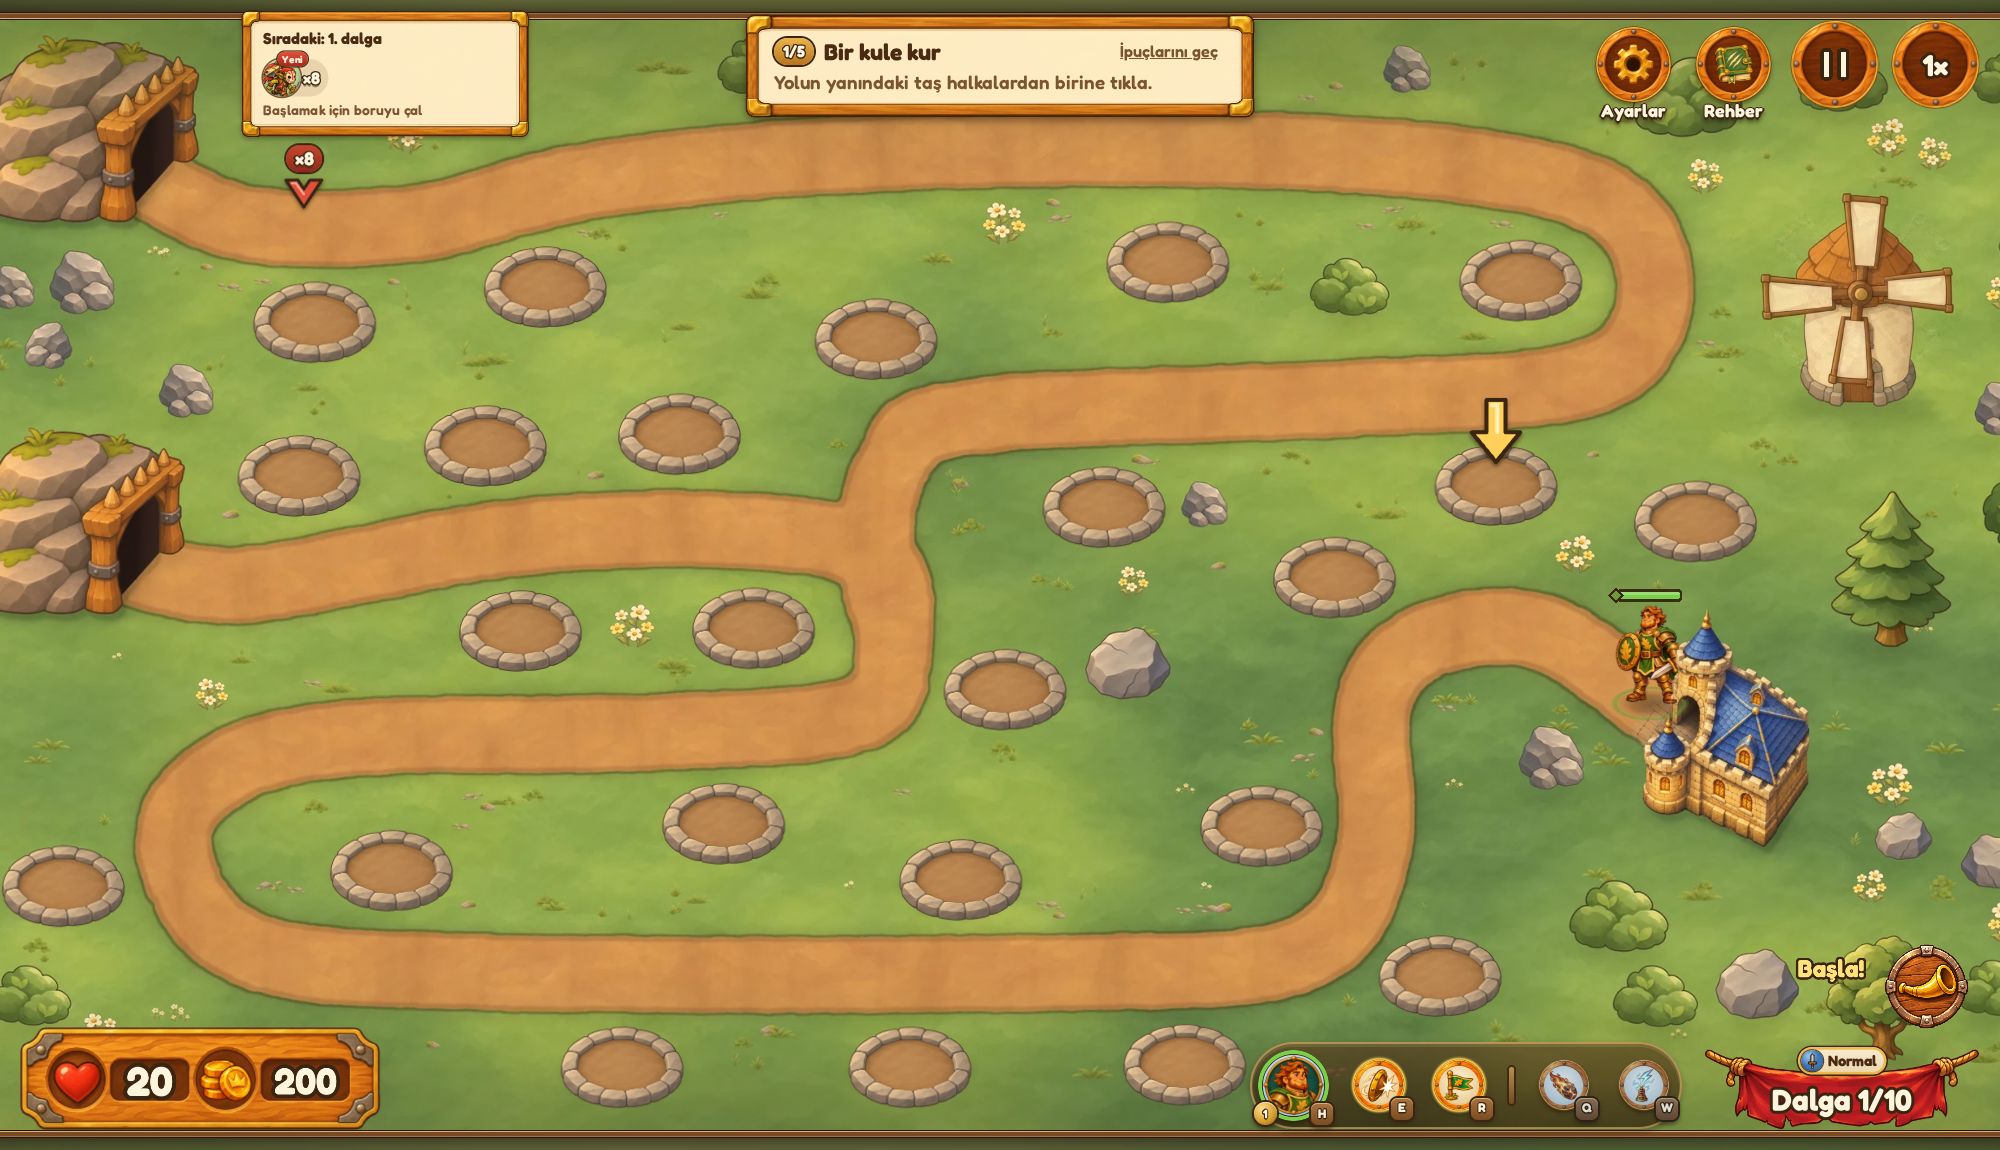 Sıradaki: 1. dalga
Yeni
x8
Başlamak için boruyu çal
x8
1/5
Bir kule kur
İpuçlarını geç
Yolun yanındaki taş halkalardan birine tıkla.
Ayarlar
Rehber
1x
Başla!
20
200
1
H
E
R
Q
W
Normal
Dalga 1/10